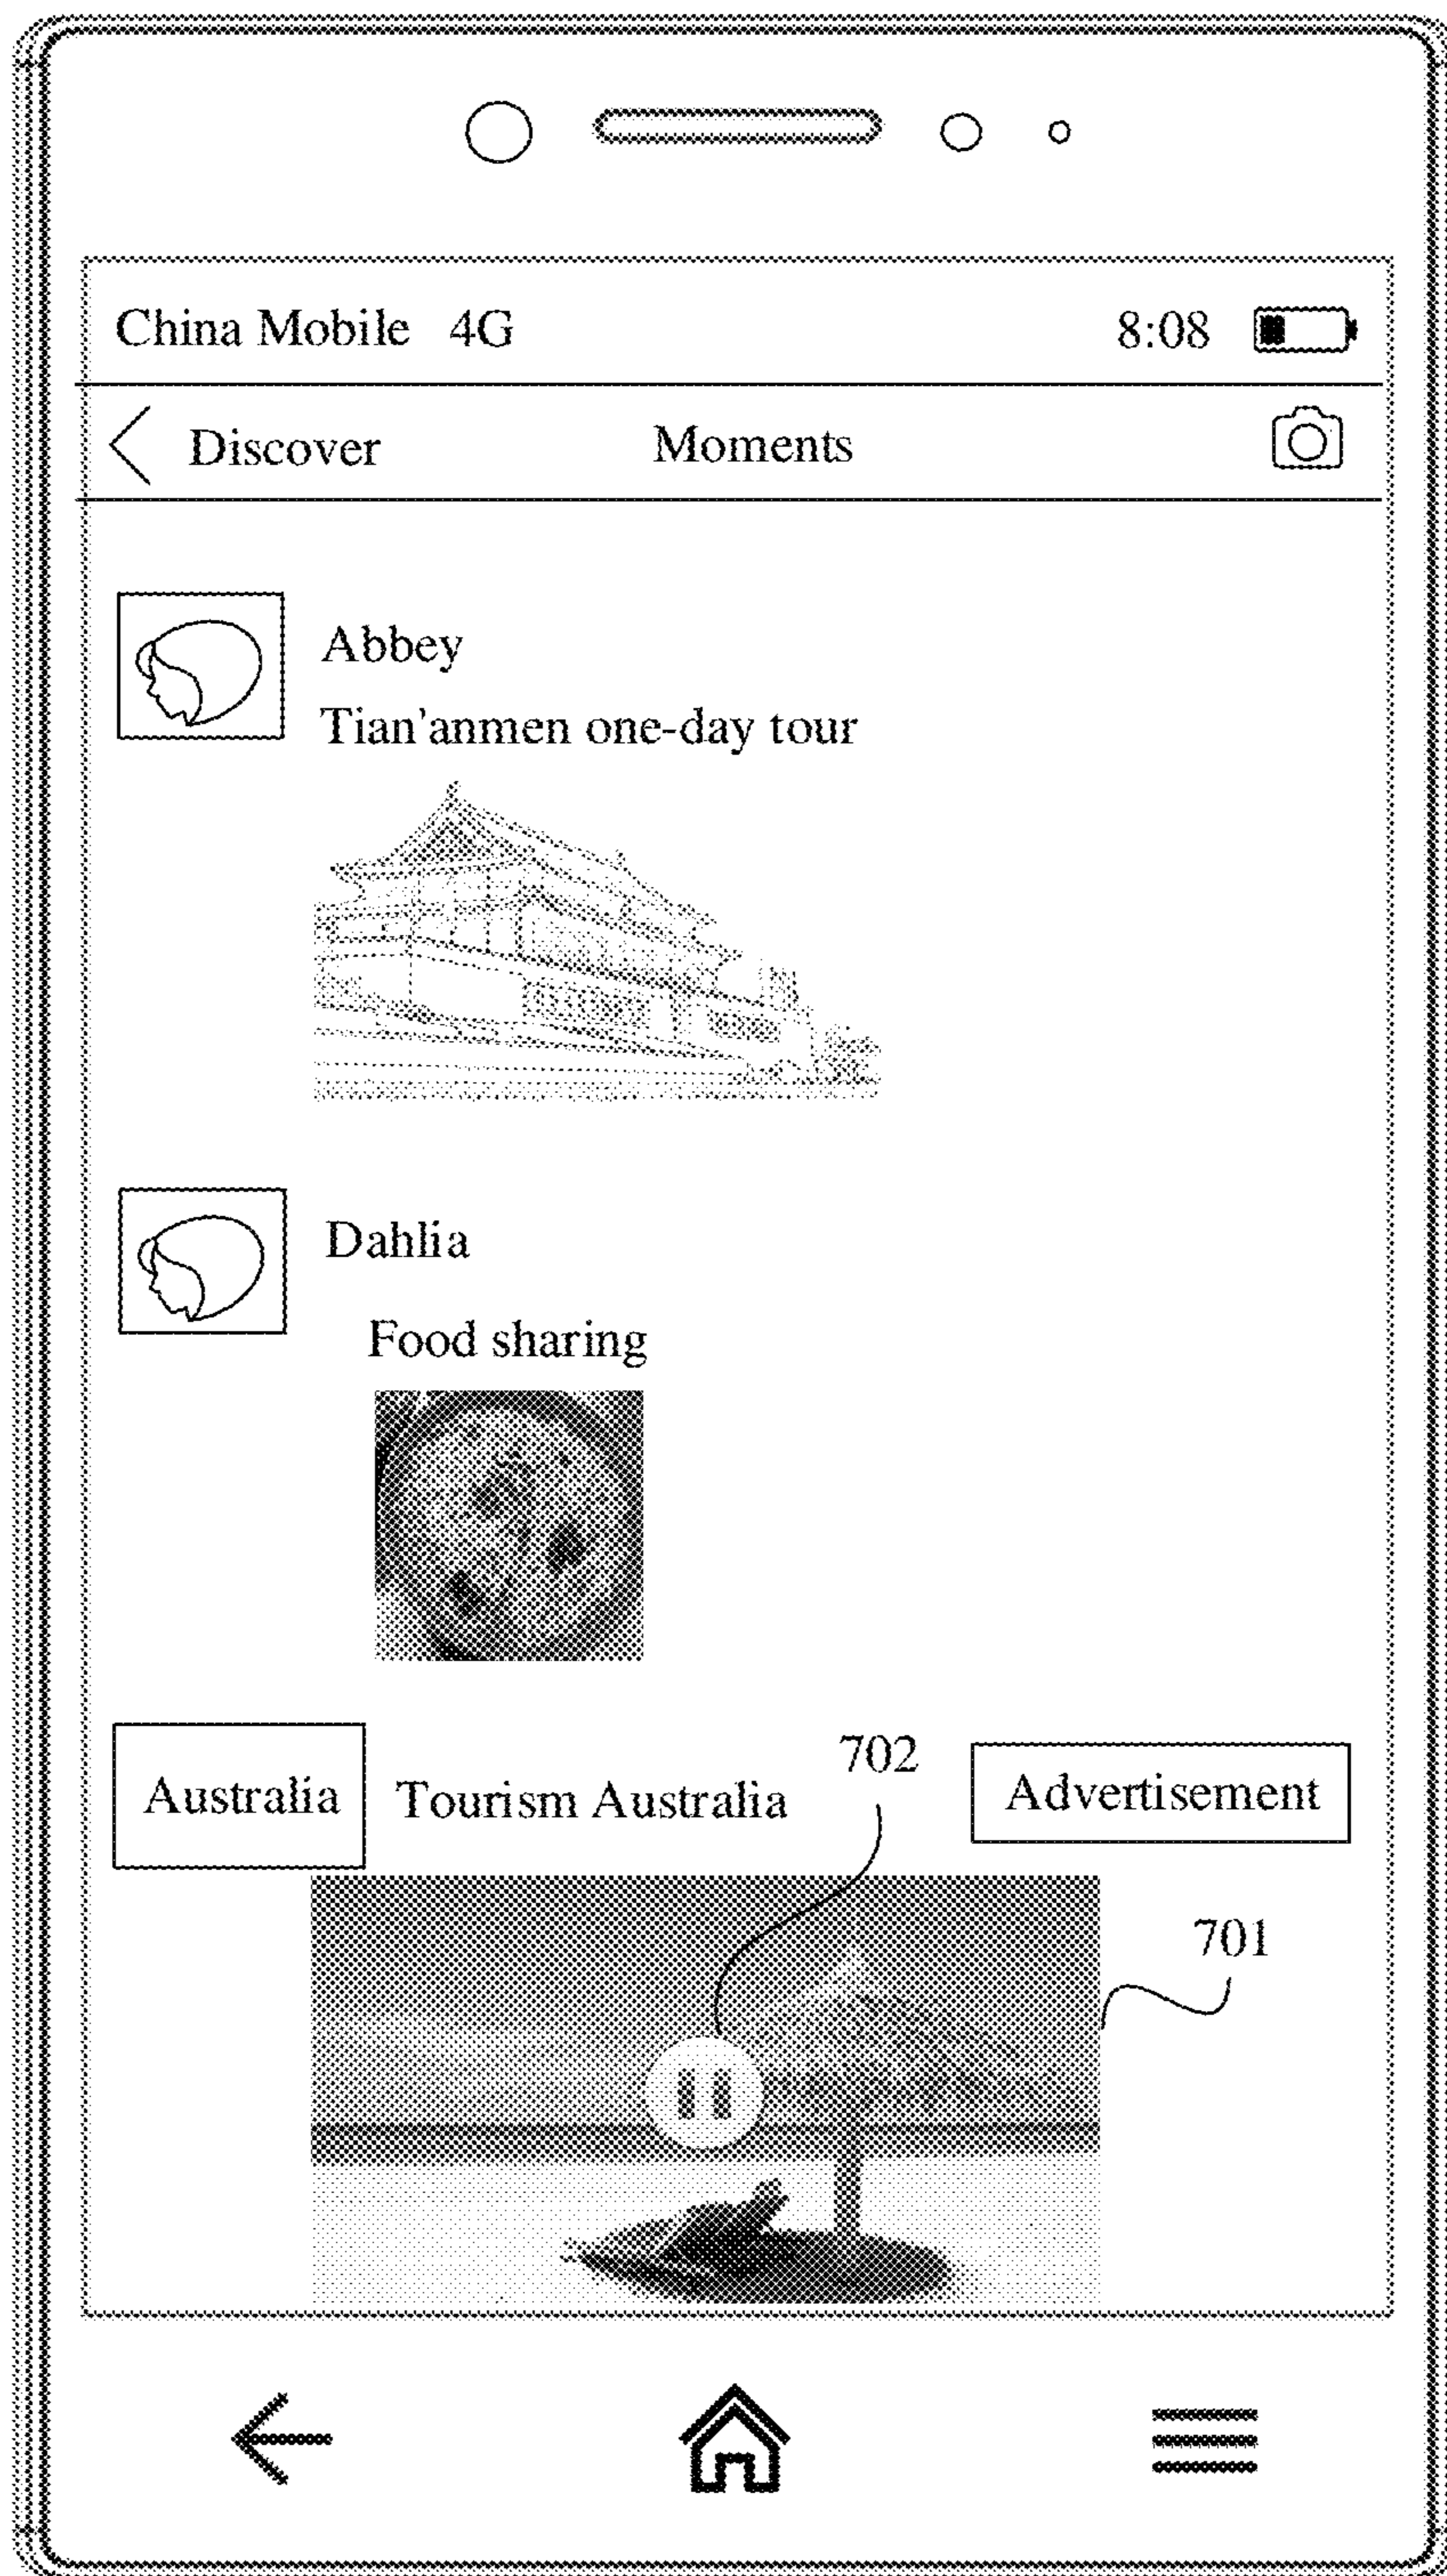 China Mobile 4G 8:08
Discover Moments
Abbey
Tian'anmen one-day tour
Dahlia
Food sharing
702
Australia Tourism Australia Advertisement
701